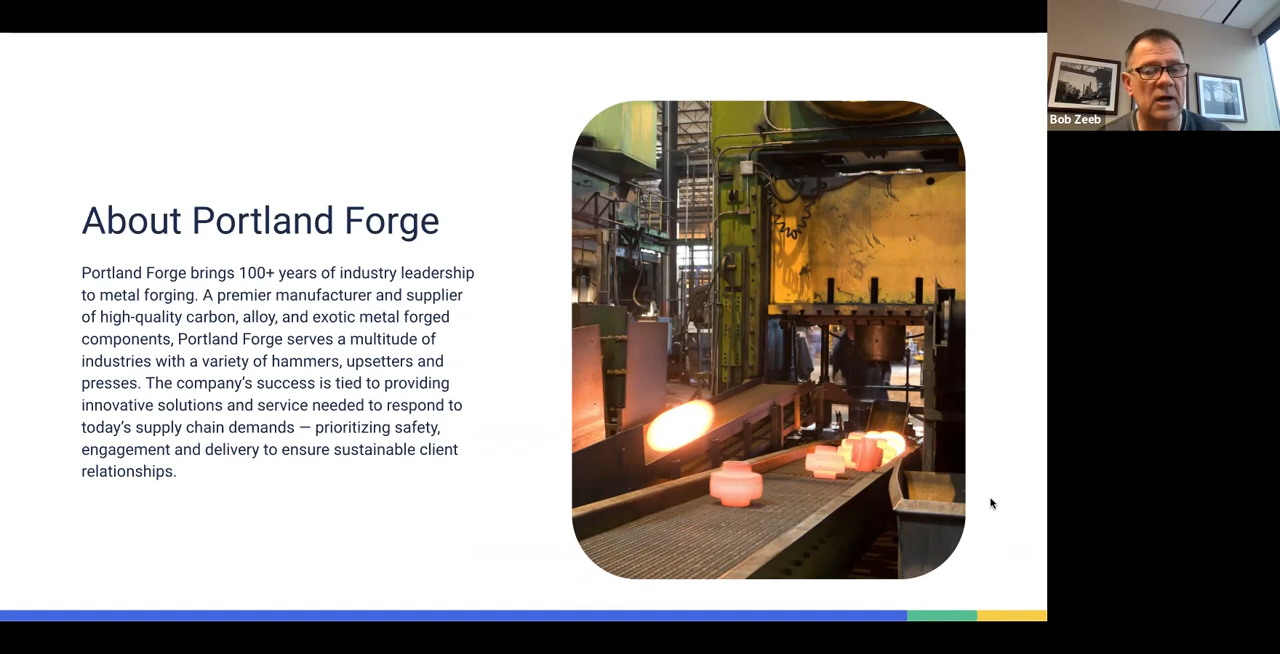 About Portland Forge
Portland Forge brings 100+ years of industry leadership
to metal forging. A premier manufacturer and supplier
of high-quality carbon, alloy, and exotic metal forged
components, Portland Forge serves a multitude of
industries with a variety of hammers, upsetters and
presses. The company’s success is tied to providing
innovative solutions and service needed to respond to
today’s supply chain demands — prioritizing safety,
engagement and delivery to ensure sustainable client
relationships.
Bob Zeeb